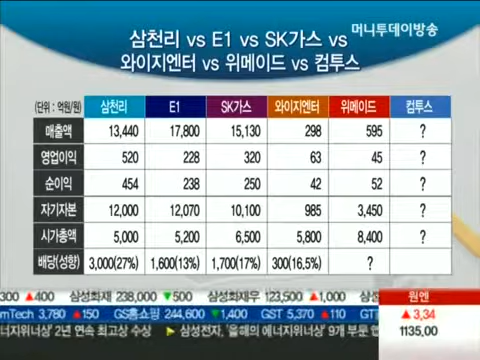 머니투데이방송
삼천리 vs E1 vs SK가스 vs
와이지엔터 vs 위메이드 vs 컴투스
(단위 : 억원/원) 삼천리 E1 SK가스 와이지엔터 위메이드 컴투스
매출액 13,440 17,800 15,130 298 595 ?
영업이익 520 228 320 63 45 ?
순이익 454 238 250 42 52 ?
자기자본 12,000 12,070 10,100 985 3,450 ?
시가총액 5,000 5,200 6,500 5,800 8,400 ?
배당(성향) 3,000(27%) 1,600(13%) 1,700(17%) 300(16.5%) ?
300 ▲400 삼성화재 238,000 ▼500 삼성화재우 123,500 ▲1,000 삼성
mTech 3,780 ▲150 GS홈쇼핑 244,600 ▼1,400 GST 5,370 ▲110 G
너지위너상' 2년 연속 최고상 수상 ▶ 삼성전자, '올해의 에너지위너상' 9개 부문
원엔
▲ 3,34
1135,00